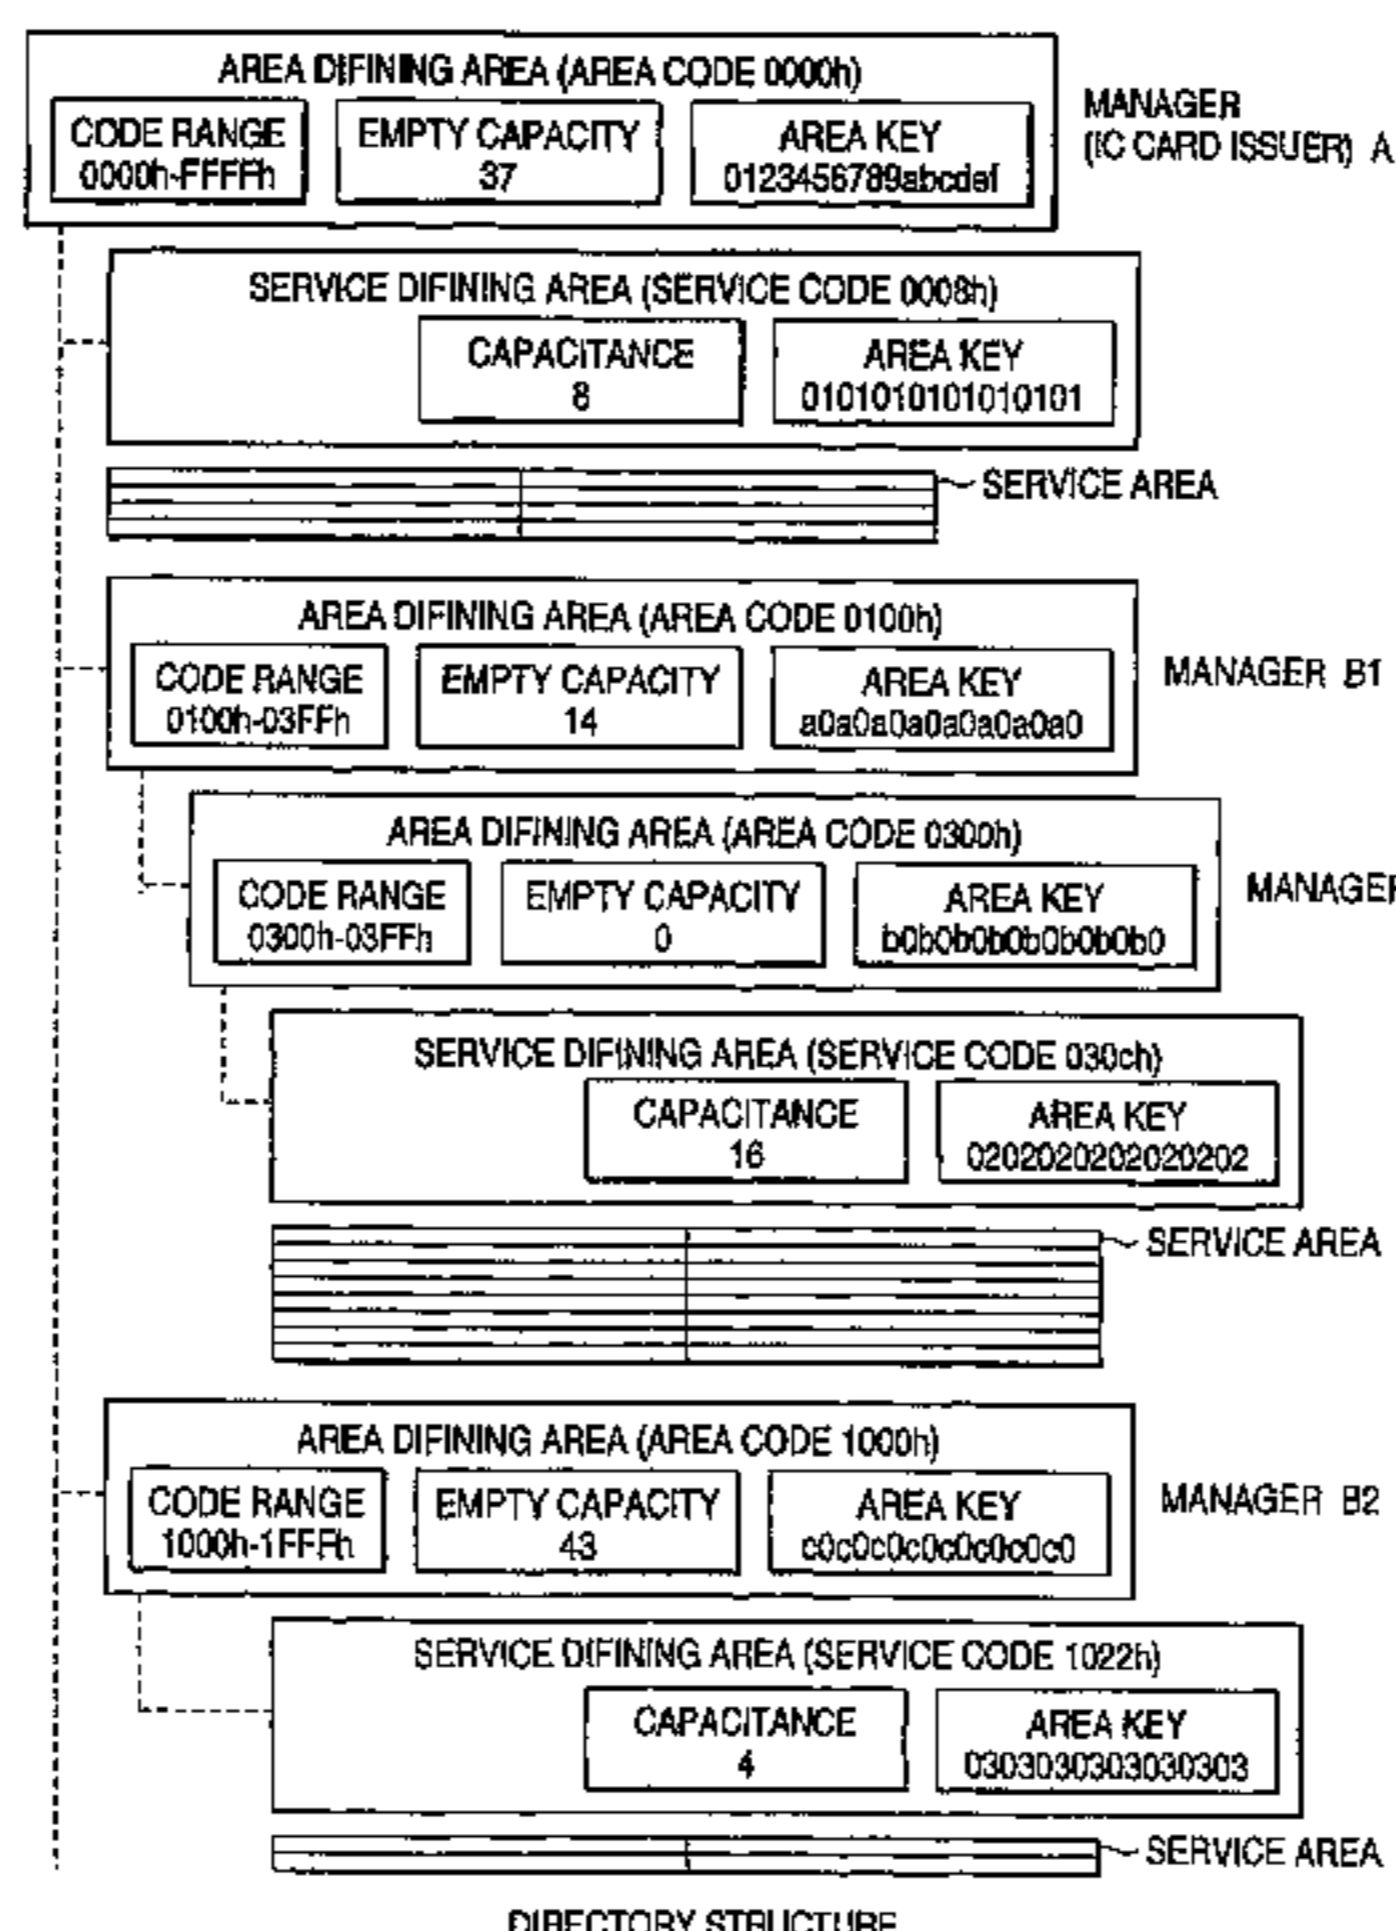 AREA DIFINING AREA (AREA CODE 0000h)
CODE RANGE
0000h-FFFFh
EMPTY CAPACITY
37
AREA KEY
0123456789abcdef
MANAGER
(IC CARD ISSUER) A
SERVICE DIFINING AREA (SERVICE CODE 0008h)
CAPACITANCE
8
AREA KEY
0101010101010101
SERVICE AREA
AREA DIFINING AREA (AREA CODE 0100h)
CODE RANGE
0100h-03FFh
EMPTY CAPACITY
14
AREA KEY
a0a0a0a0a0a0a0a0
MANAGER B1
AREA DIFINING AREA (AREA CODE 0300h)
CODE RANGE
0300h-03FFh
EMPTY CAPACITY
0
AREA KEY
b0b0b0b0b0b0b0b0
MANAGER
SERVICE DIFINING AREA (SERVICE CODE 030ch)
CAPACITANCE
16
AREA KEY
0202020202020202
SERVICE AREA
AREA DIFINING AREA (AREA CODE 1000h)
CODE RANGE
1000h-1FFFh
EMPTY CAPACITY
43
AREA KEY
c0c0c0c0c0c0c0c0
MANAGER B2
SERVICE DIFINING AREA (SERVICE CODE 1022h)
CAPACITANCE
4
AREA KEY
0303030303030303
SERVICE AREA
DIRECTORY STRUCTURE